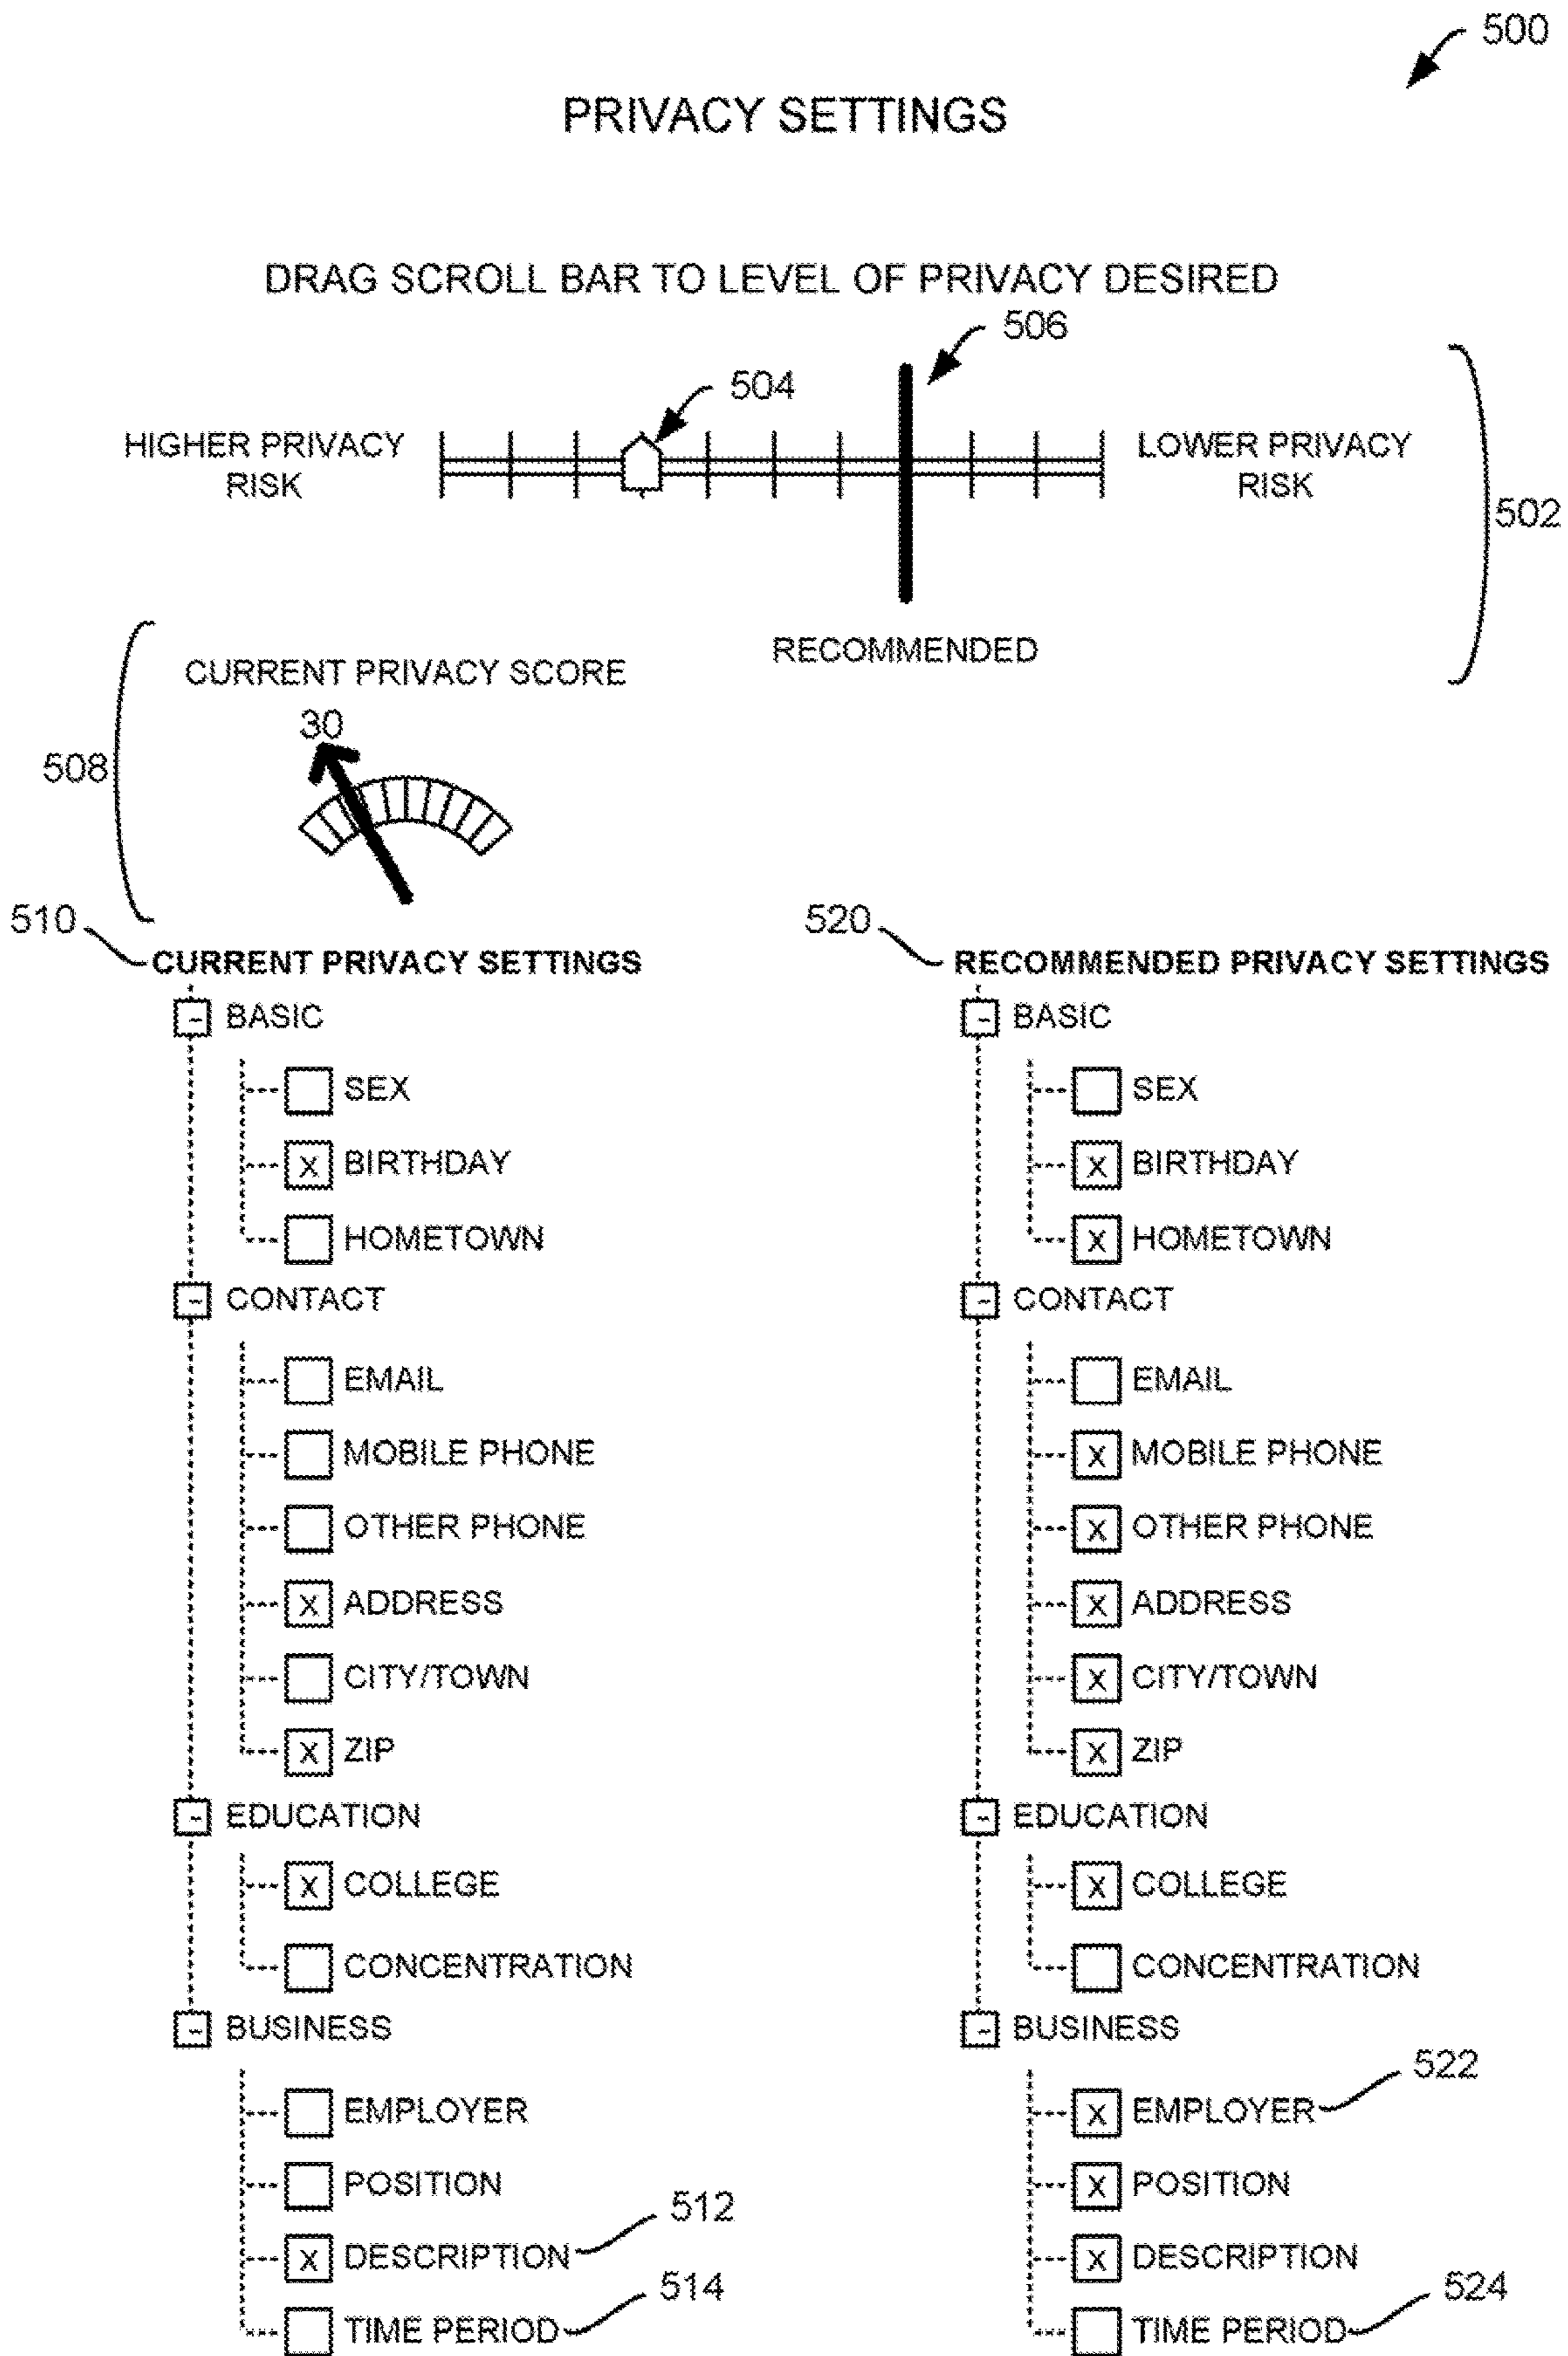 500
PRIVACY SETTINGS
DRAG SCROLL BAR TO LEVEL OF PRIVACY DESIRED
506
504
HIGHER PRIVACY
RISK
LOWER PRIVACY
RISK
502
RECOMMENDED
CURRENT PRIVACY SCORE
30
508
510
CURRENT PRIVACY SETTINGS
- BASIC
SEX
X BIRTHDAY
HOMETOWN
- CONTACT
EMAIL
MOBILE PHONE
OTHER PHONE
X ADDRESS
CITY/TOWN
X ZIP
- EDUCATION
X COLLEGE
CONCENTRATION
- BUSINESS
EMPLOYER
POSITION
X DESCRIPTION
512
TIME PERIOD
514
520
RECOMMENDED PRIVACY SETTINGS
- BASIC
SEX
X BIRTHDAY
X HOMETOWN
- CONTACT
EMAIL
X MOBILE PHONE
X OTHER PHONE
X ADDRESS
X CITY/TOWN
X ZIP
- EDUCATION
X COLLEGE
CONCENTRATION
- BUSINESS
X EMPLOYER
522
X POSITION
X DESCRIPTION
TIME PERIOD
524